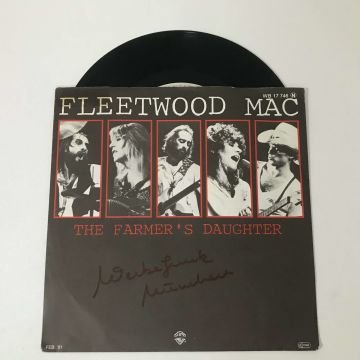 WB 17 746 N
FLEETWOOD MAC
THE FARMER'S DAUGHTER
FEB 81